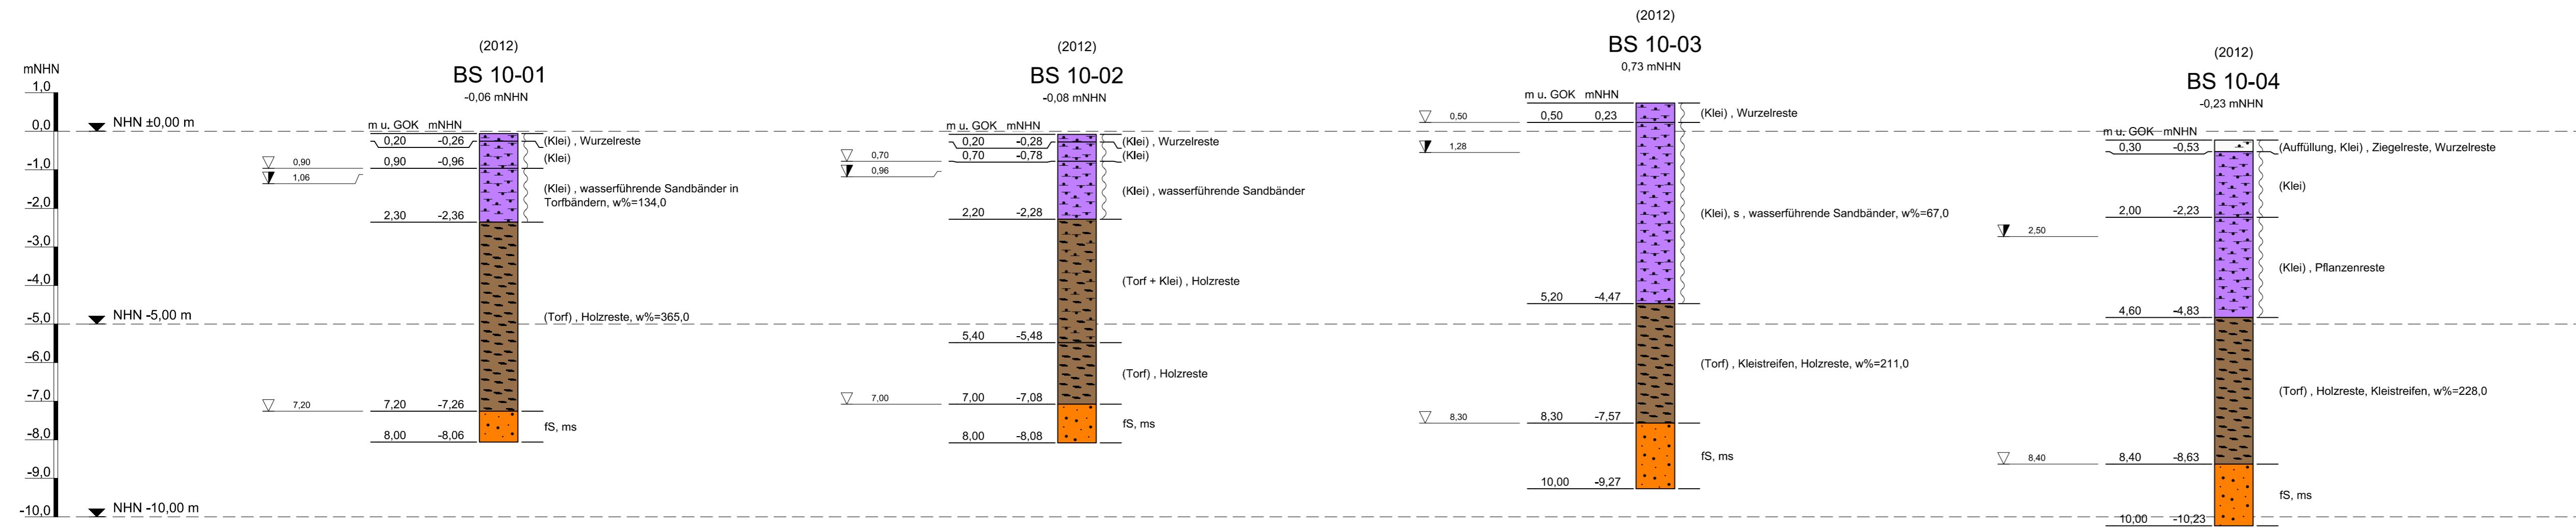 mNHN
1,0
0,0
-1,0
-2,0
-3,0
-4,0
-5,0
-6,0
-7,0
-8,0
-9,0
-10,0
NHN ±0,00 m
NHN -5,00 m
NHN -10,00 m
(2012)
BS 10-01
-0,06 mNHN
m u. GOK mNHN
0,20 -0,26
(Klei) , Wurzelreste
0,90
0,90 -0,96
(Klei)
1,06
(Klei) , wasserführende Sandbänder in
Torfbändern, w%=134,0
2,30 -2,36
(Torf) , Holzreste, w%=365,0
7,20
7,20 -7,26
fS, ms
8,00 -8,06
(2012)
BS 10-02
-0,08 mNHN
m u. GOK mNHN
0,20 -0,28
(Klei) , Wurzelreste
0,70
0,70 -0,78
(Klei)
0,96
(Klei) , wasserführende Sandbänder
2,20 -2,28
(Torf + Klei) , Holzreste
5,40 -5,48
(Torf) , Holzreste
7,00
7,00 -7,08
fS, ms
8,00 -8,08
(2012)
BS 10-03
0,73 mNHN
m u. GOK mNHN
0,50
0,50 0,23
(Klei) , Wurzelreste
1,28
(Klei), s , wasserführende Sandbänder, w%=67,0
5,20 -4,47
(Torf) , Kleistreifen, Holzreste, w%=211,0
8,30
8,30 -7,57
fS, ms
10,00 -9,27
(2012)
BS 10-04
-0,23 mNHN
m u. GOK mNHN
0,30 -0,53
(Auffüllung, Klei) , Ziegelreste, Wurzelreste
(Klei)
2,00 -2,23
2,50
(Klei) , Pflanzenreste
4,60 -4,83
(Torf) , Holzreste, Kleistreifen, w%=228,0
8,40
8,40 -8,63
fS, ms
10,00 -10,23